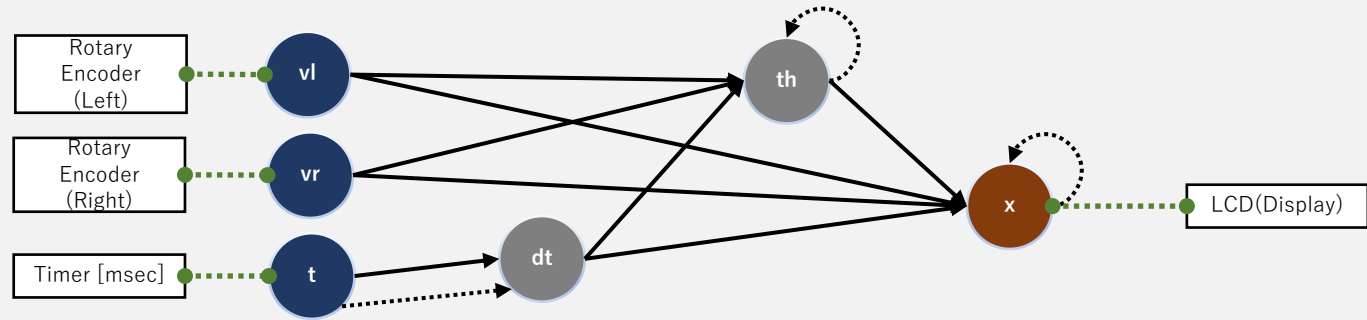 Rotary
Encoder
(Left)
vl
th
Rotary
Encoder
(Right)
vr
x
LCD(Display)
Timer [msec]
t
dt